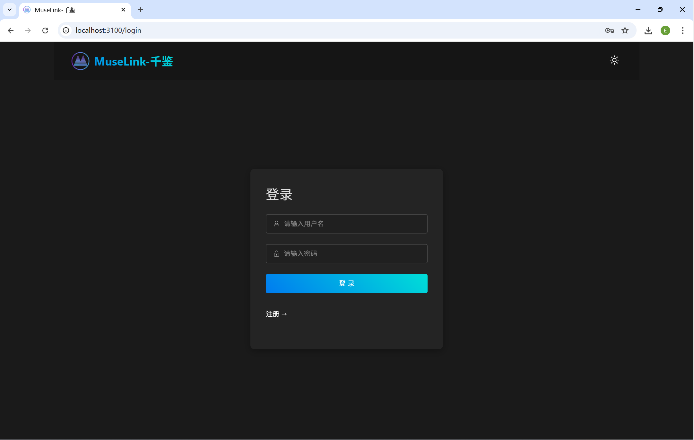 MuseLink-千鉴
localhost:3100/login
E
MuseLink-千鉴
登录
请输入用户名
请输入密码
登 录
注册 →